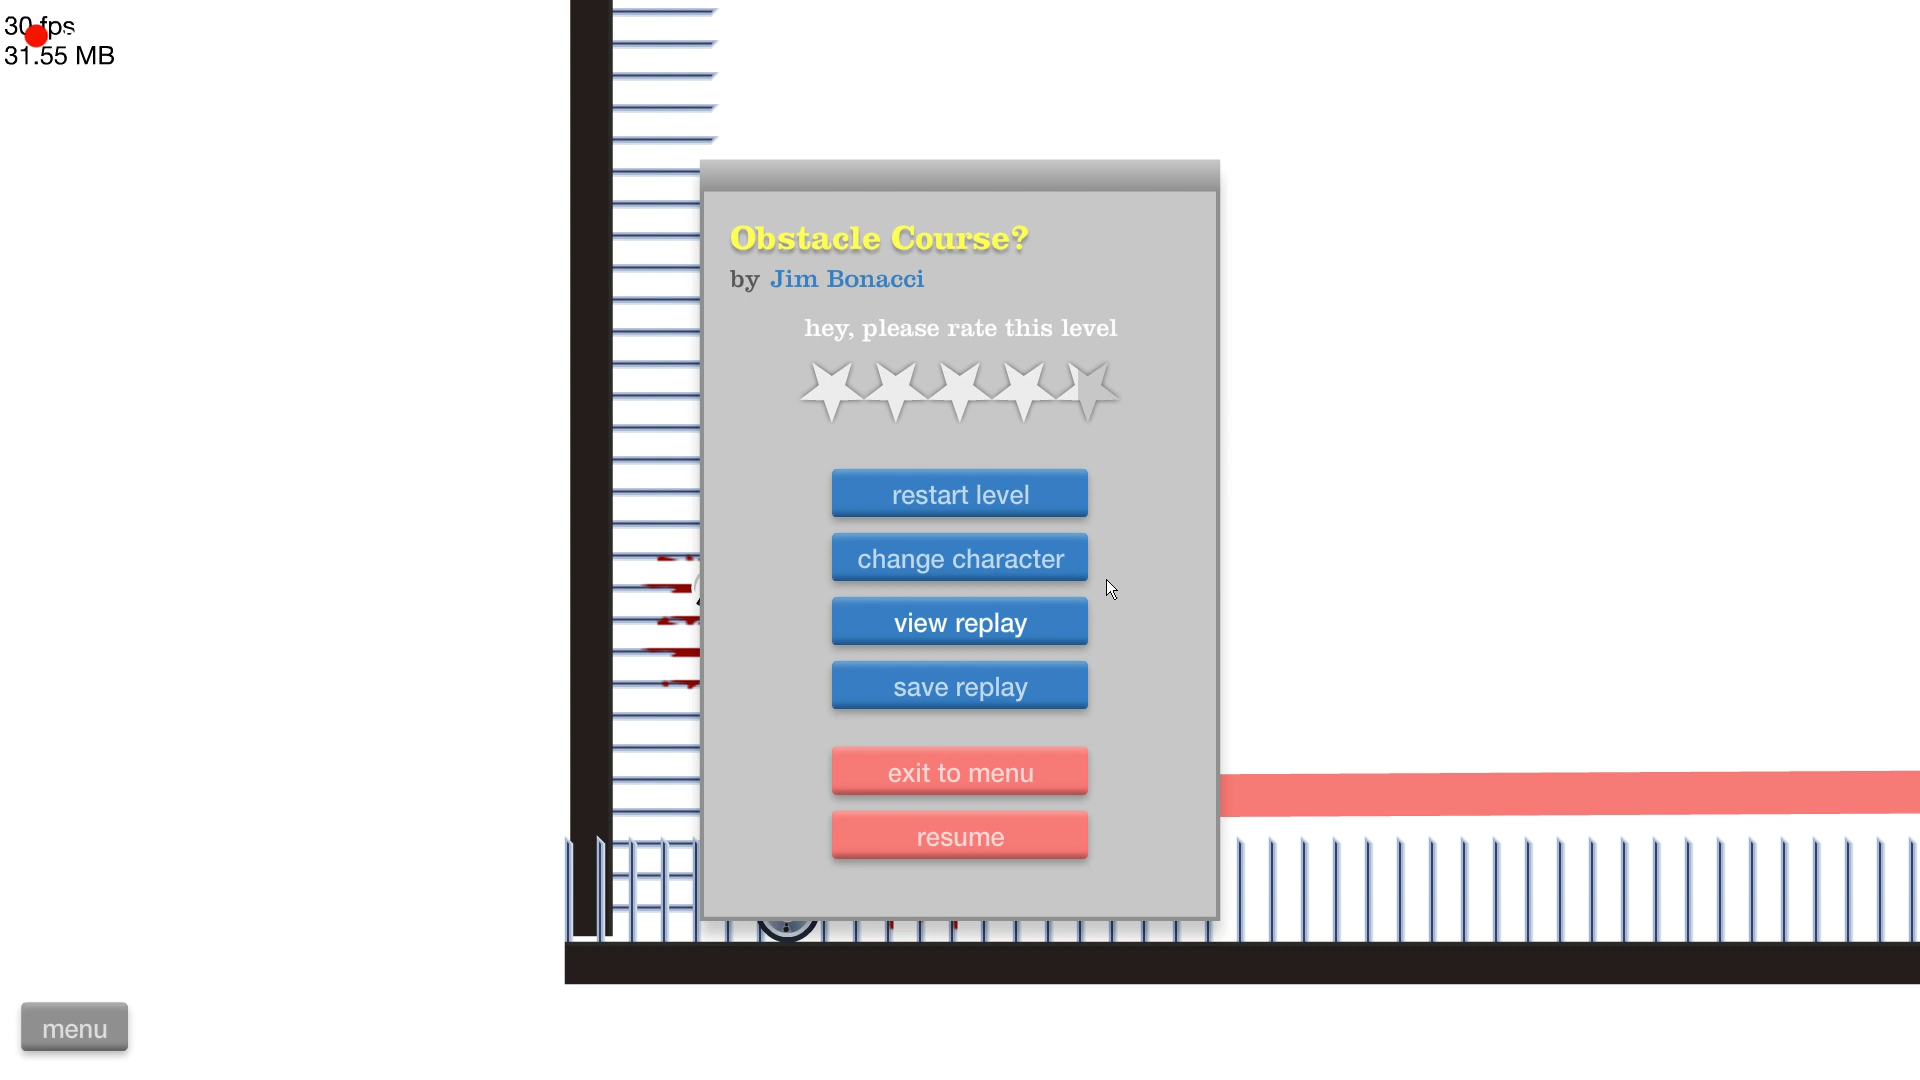 30 fps
31.55 MB
Obstacle Course?
by Jim Bonacci
hey, please rate this level
restart level
change character
view replay
save replay
exit to menu
resume
menu